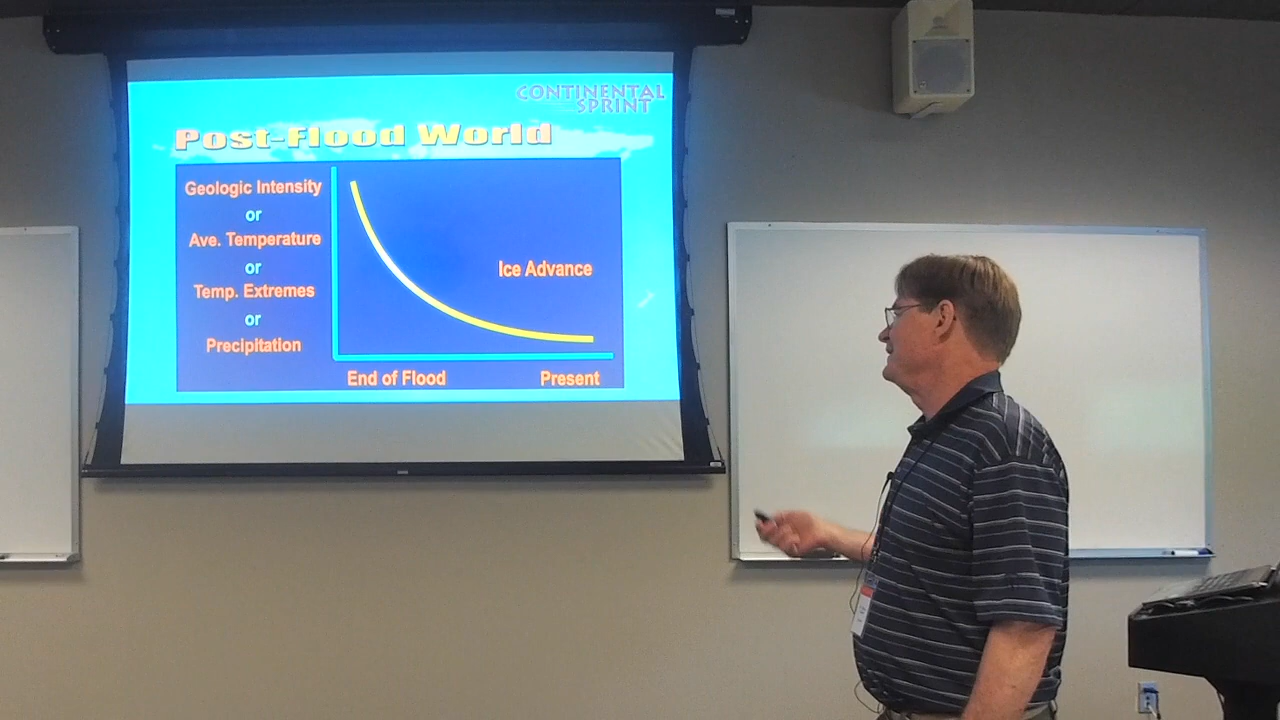 CONTINENTAL
SPRINT
Post-Flood World
Geologic Intensity
or
Ave. Temperature
or
Temp. Extremes
or
Precipitation
Ice Advance
End of Flood
Present